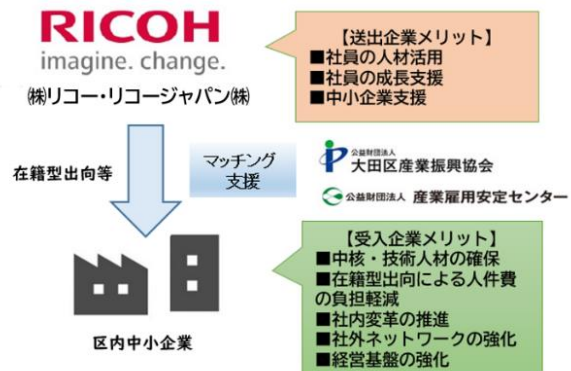 RICOH
imagine. change.
㈱リコー・リコージャパン㈱
【送出企業メリット】
■社員の人材活用
■社員の成長支援
■中小企業支援
在籍型出向等
マッチング
支援
公益財団法人
大田区産業振興協会
公益財団法人 産業雇用安定センター
区内中小企業
【受入企業メリット】
■中核・技術人材の確保
■在籍型出向による人件費
の負担軽減
■社内変革の推進
■社外ネットワークの強化
■経営基盤の強化